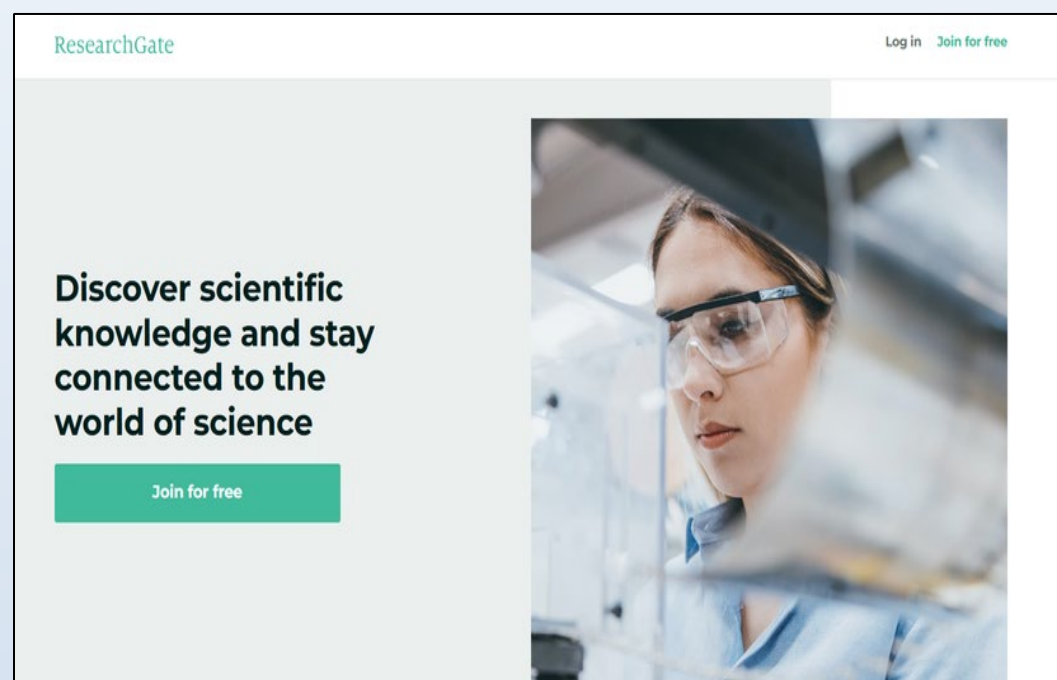 ResearchGate
Log in Join for free
Discover scientific
knowledge and stay
connected to the
world of science
Join for free